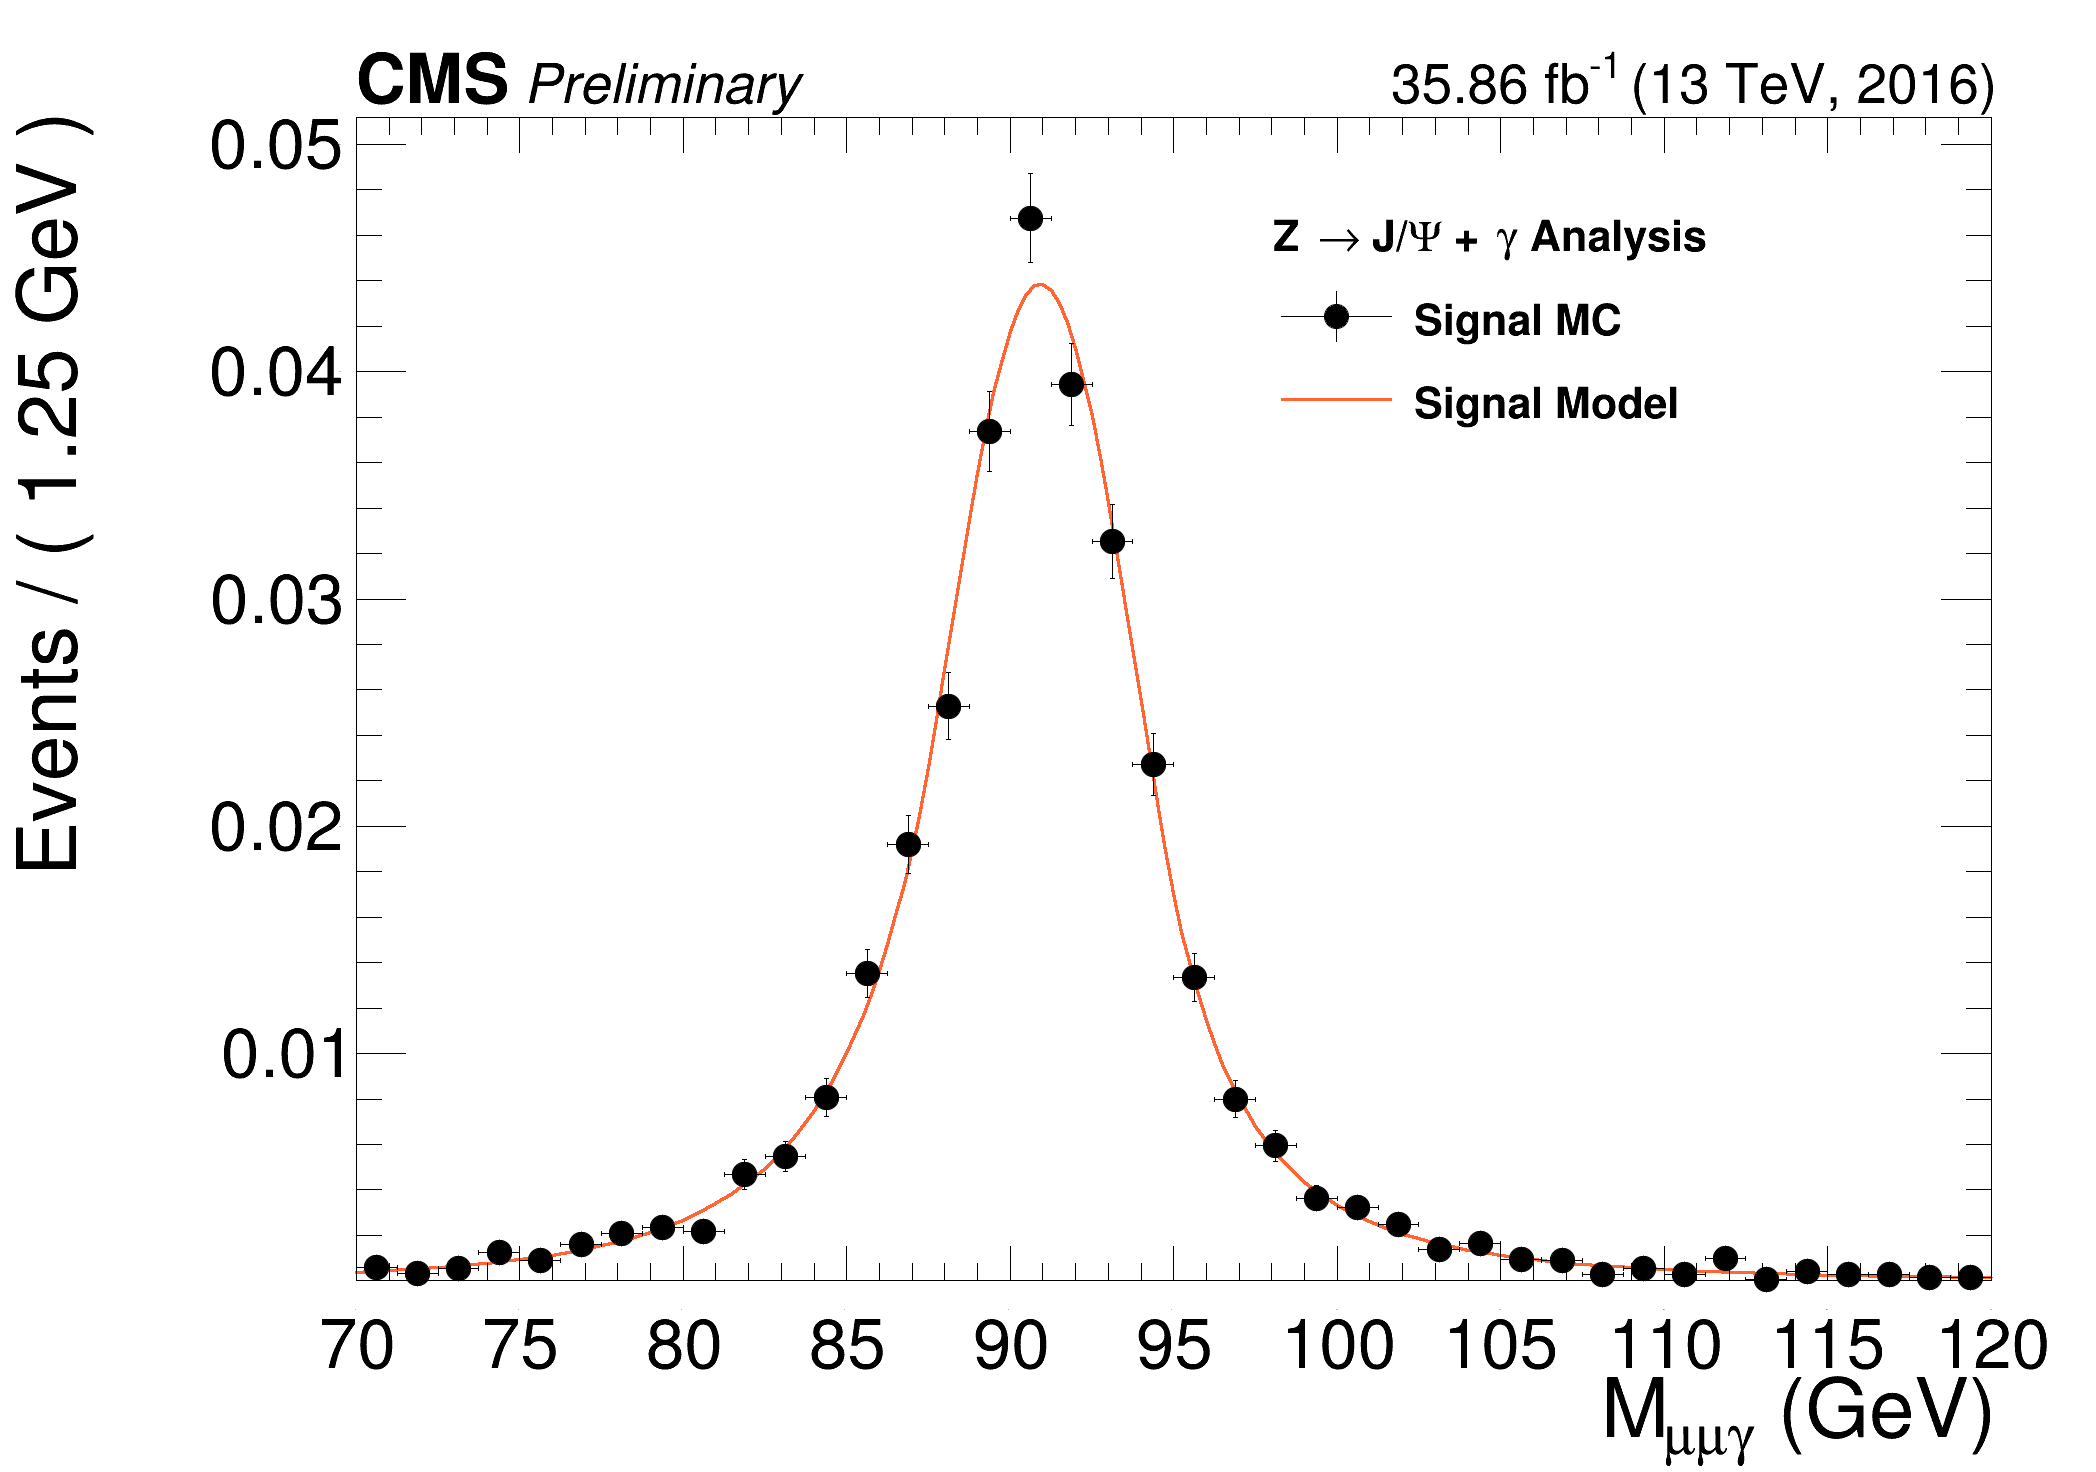 CMS Preliminary
35.86 fb⁻¹ (13 TeV, 2016)
Events / ( 1.25 GeV )
0.05
0.04
0.03
0.02
0.01
Z → J/Ψ + γ Analysis
Signal MC
Signal Model
70 75 80 85 90 95 100 105 110 115 120
Mμμγ (GeV)